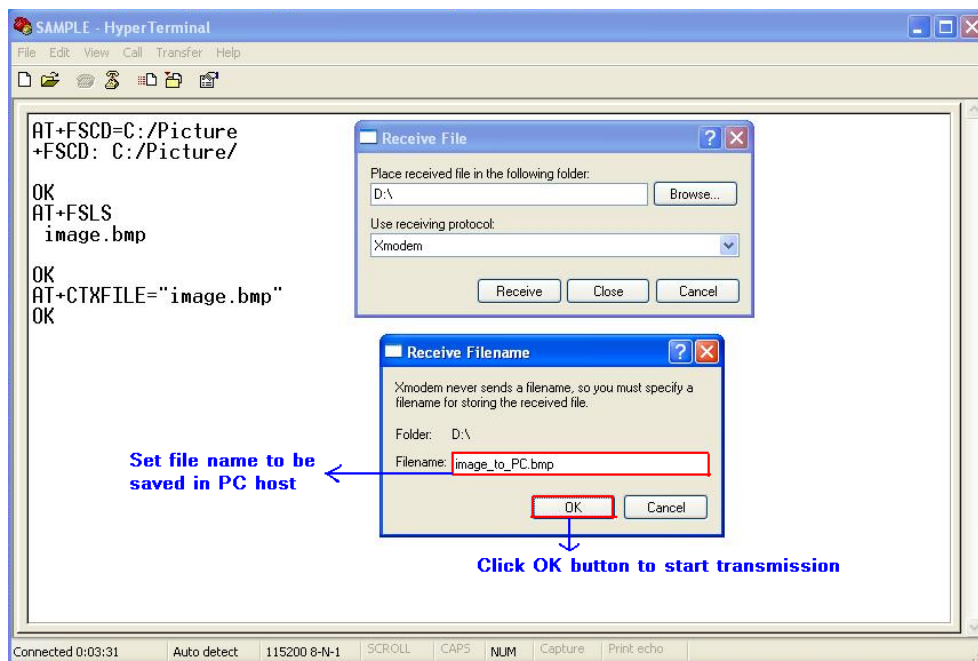 SAMPLE - HyperTerminal
File Edit View Call Transfer Help
AT+FSCD=C:/Picture
+FSCD: C:/Picture/
OK
AT+FSLS
image.bmp
OK
AT+CTXFILE="image.bmp"
OK
Receive File
Place received file in the following folder:
D:\
Browse...
Use receiving protocol:
Xmodem
Receive Close Cancel
Receive Filename
Xmodem never sends a filename, so you must specify a
filename for storing the received file.
Folder: D:\
Filename: image_to_PC.bmp
OK Cancel
Set file name to be
saved in PC host
Click OK button to start transmission
Connected 0:03:31 Auto detect 115200 8-N-1 SCROLL CAPS NUM Capture Print echo